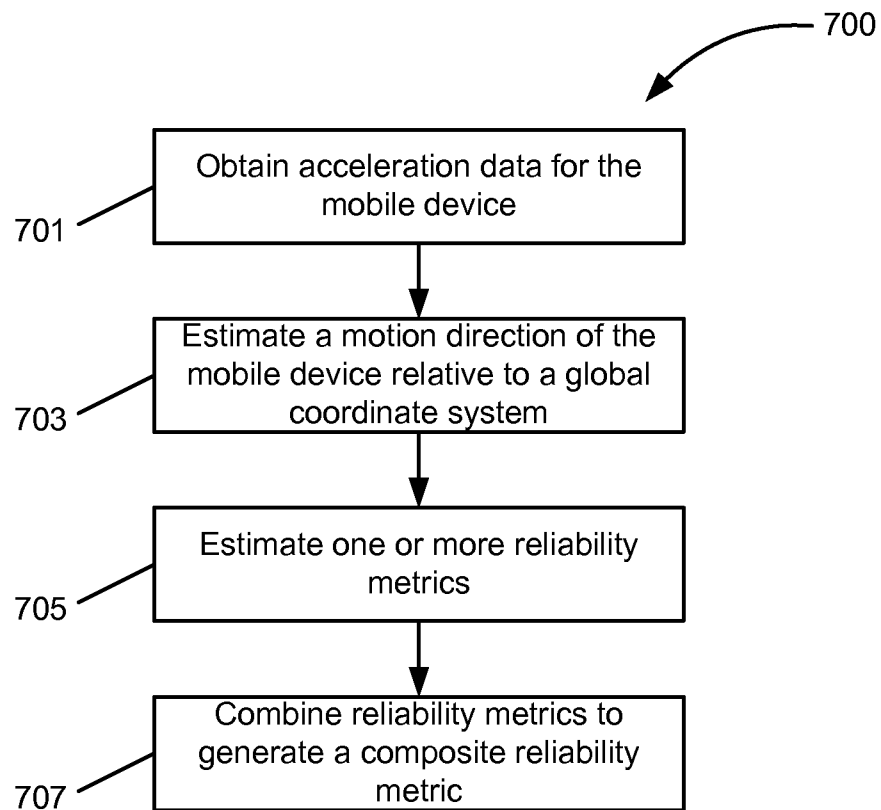 700
Obtain acceleration data for the
mobile device
701
Estimate a motion direction of the
mobile device relative to a global
coordinate system
703
Estimate one or more reliability
metrics
705
Combine reliability metrics to
generate a composite reliability
metric
707